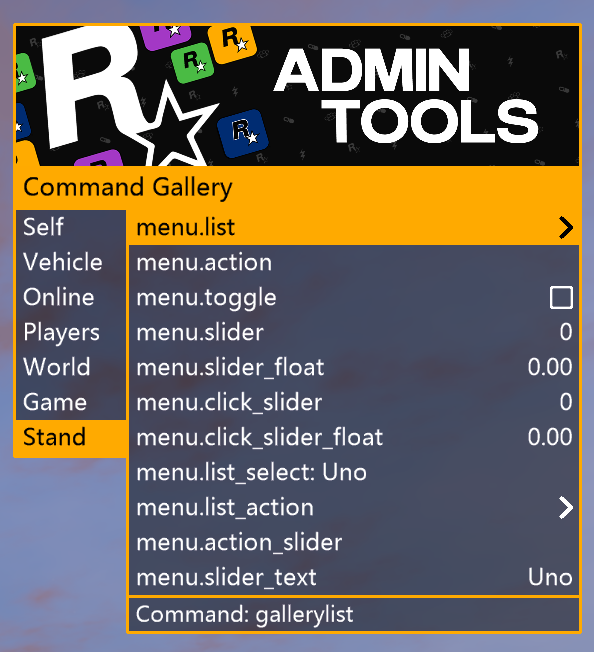 ADMIN
TOOLS
Command Gallery
Self
Vehicle
Online
Players
World
Game
Stand
menu.list
menu.action
menu.toggle
menu.slider 0
menu.slider_float 0.00
menu.click_slider 0
menu.click_slider_float 0.00
menu.list_select: Uno
menu.list_action
menu.action_slider
menu.slider_text Uno
Command: gallerylist